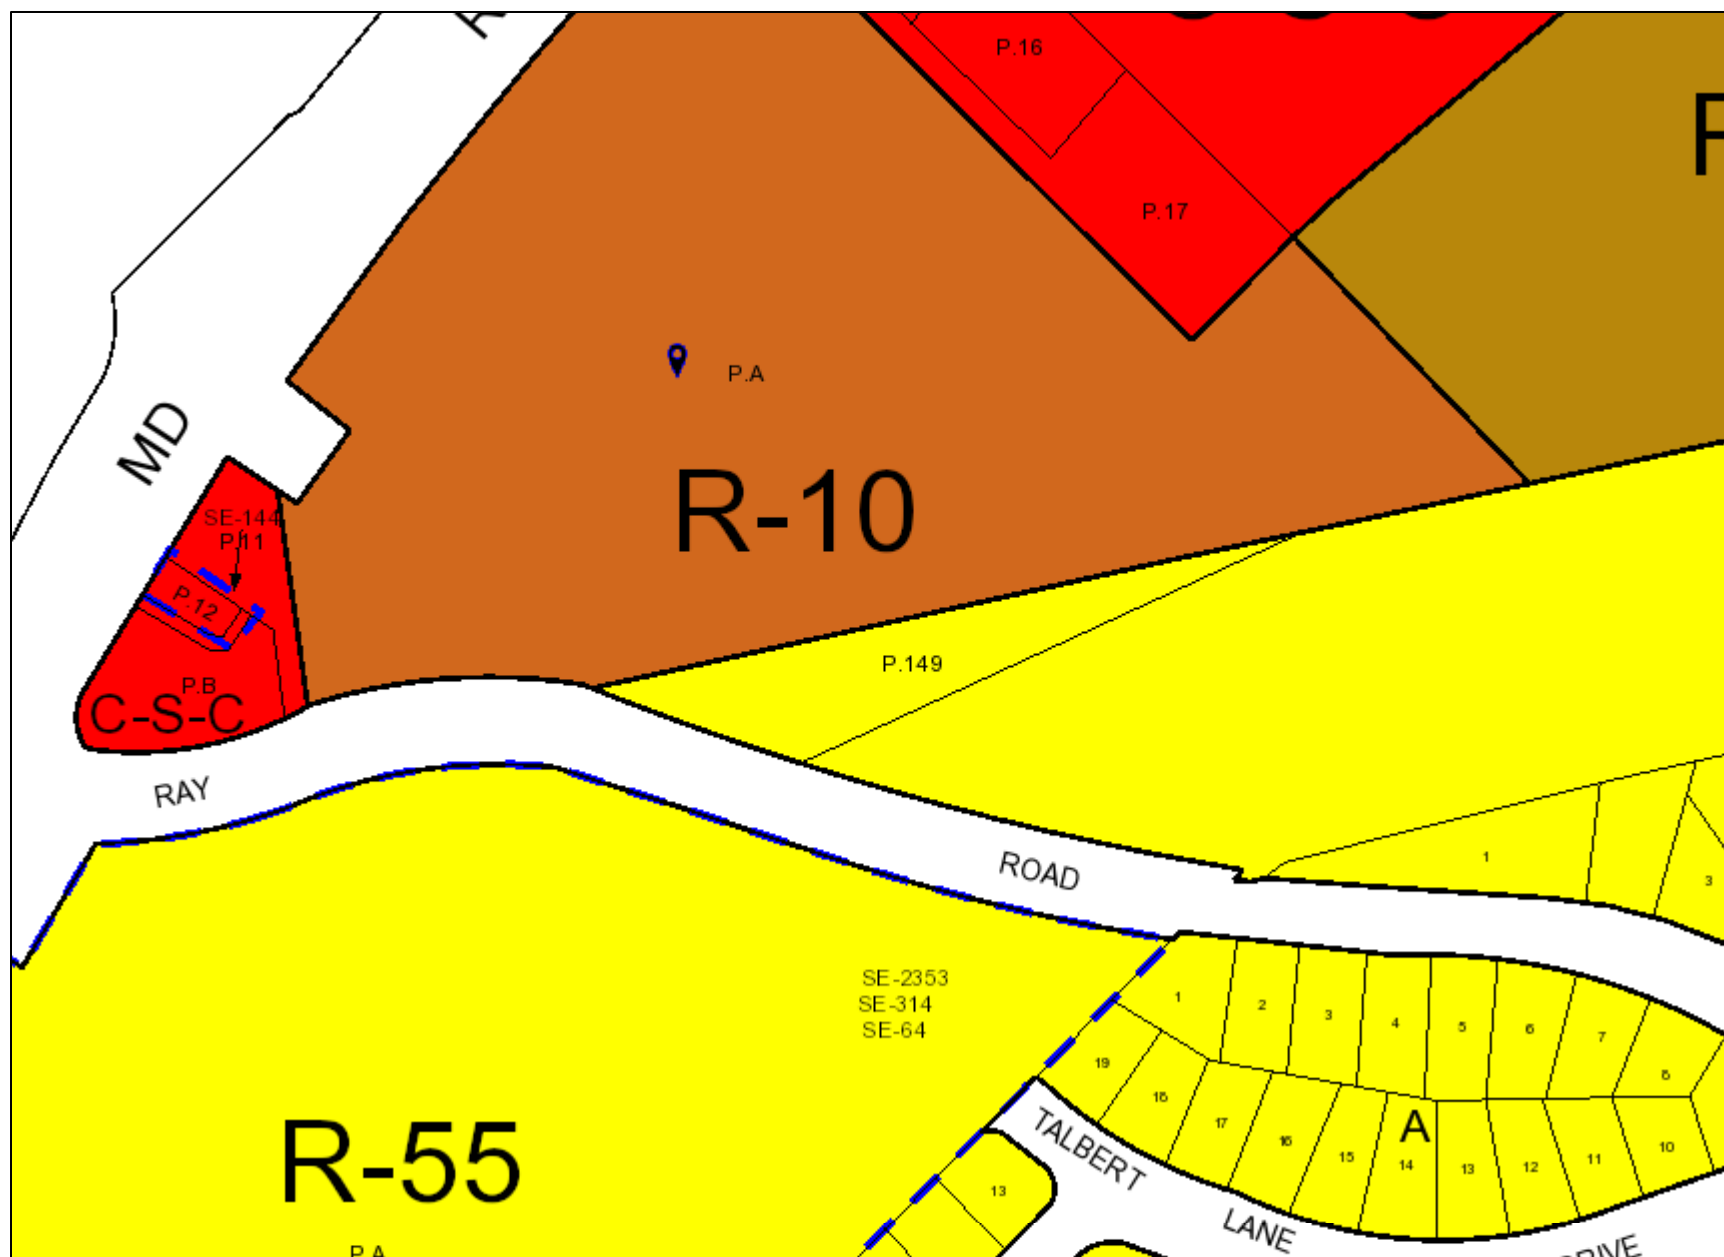 P.16
P.17
P.A
MD
R-10
SE-144
P.11
P.12
P.149
P.B
C-S-C
RAY
ROAD
1
3
SE-2353
SE-314
SE-64
1
2
3
4
5
6
7
8
19
18
17
16
15
A
14
13
12
11
10
TALBERT
LANE
13
R-55
P.A